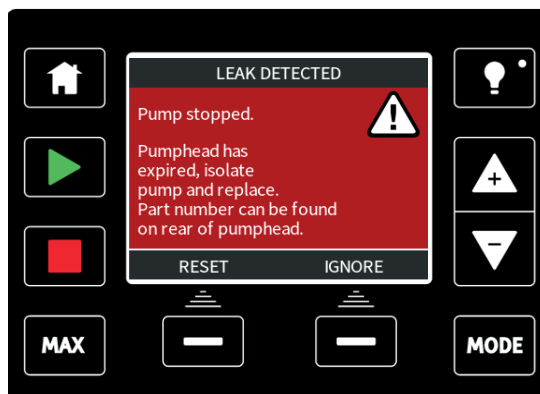 LEAK DETECTED
Pump stopped.
Pumphead has
expired, isolate
pump and replace.
Part number can be found
on rear of pumphead.
RESET IGNORE
MAX
MODE